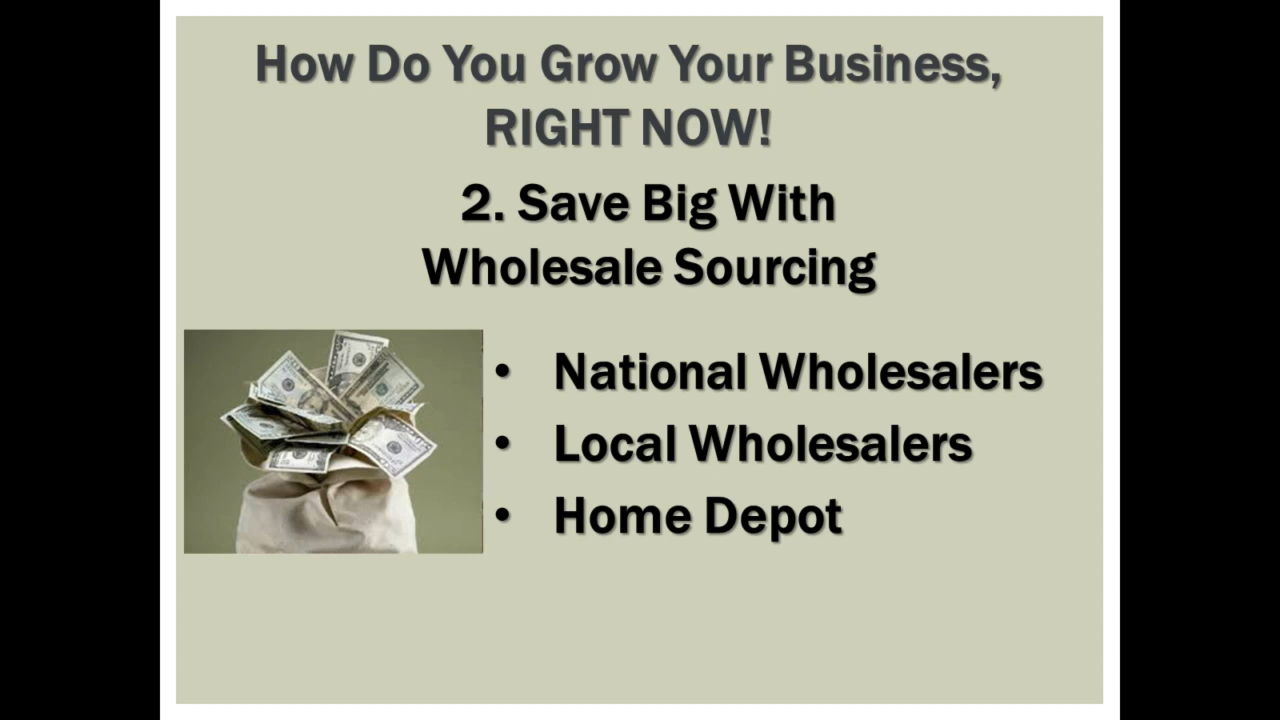 How Do You Grow Your Business,
RIGHT NOW!
2. Save Big With
Wholesale Sourcing
• National Wholesalers
• Local Wholesalers
• Home Depot